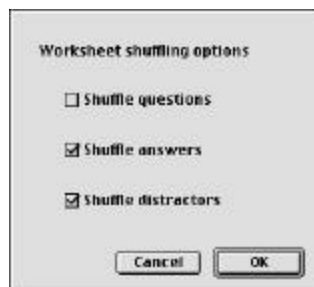 Worksheet shuffling options
Shuffle questions
Shuffle answers
Shuffle distractors
Cancel OK